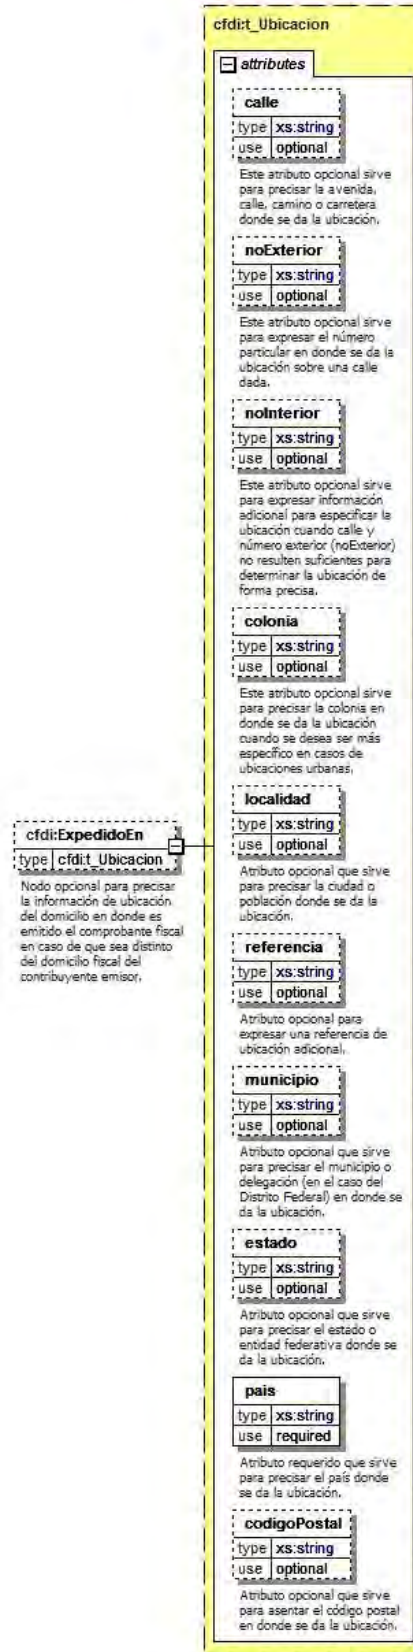 cfdi:t_Ubicacion
attributes
calle
type xs:string
use optional
Este atributo opcional sirve
para precisar la avenida,
calle, camino o carretera
donde se da la ubicación.
noExterior
type xs:string
use optional
Este atributo opcional sirve
para expresar el número
particular en donde se da la
ubicación sobre una calle
dada.
noInterior
type xs:string
use optional
Este atributo opcional sirve
para expresar información
adicional para especificar la
ubicación cuando calle y
número exterior (noExterior)
no resulten suficientes para
determinar la ubicación de
forma precisa.
colonia
type xs:string
use optional
Este atributo opcional sirve
para precisar la colonia en
donde se da la ubicación
cuando se desea ser más
específico en casos de
ubicaciones urbanas.
cfdi:ExpedidoEn
type cfdi:t_Ubicacion
Nodo opcional para precisar
la información de ubicación
del domicilio en donde es
emitido el comprobante fiscal
en caso de que sea distinto
del domicilio fiscal del
contribuyente emisor.
localidad
type xs:string
use optional
Atributo opcional que sirve
para precisar la ciudad o
población donde se da la
ubicación.
referencia
type xs:string
use optional
Atributo opcional para
expresar una referencia de
ubicación adicional.
municipio
type xs:string
use optional
Atributo opcional que sirve
para precisar el municipio o
delegación (en el caso del
Distrito Federal) en donde se
da la ubicación.
estado
type xs:string
use optional
Atributo opcional que sirve
para precisar el estado o
entidad federativa donde se
da la ubicación.
pais
type xs:string
use required
Atributo requerido que sirve
para precisar el país donde
se da la ubicación.
codigoPostal
type xs:string
use optional
Atributo opcional que sirve
para asentar el código postal
en donde se da la ubicación.